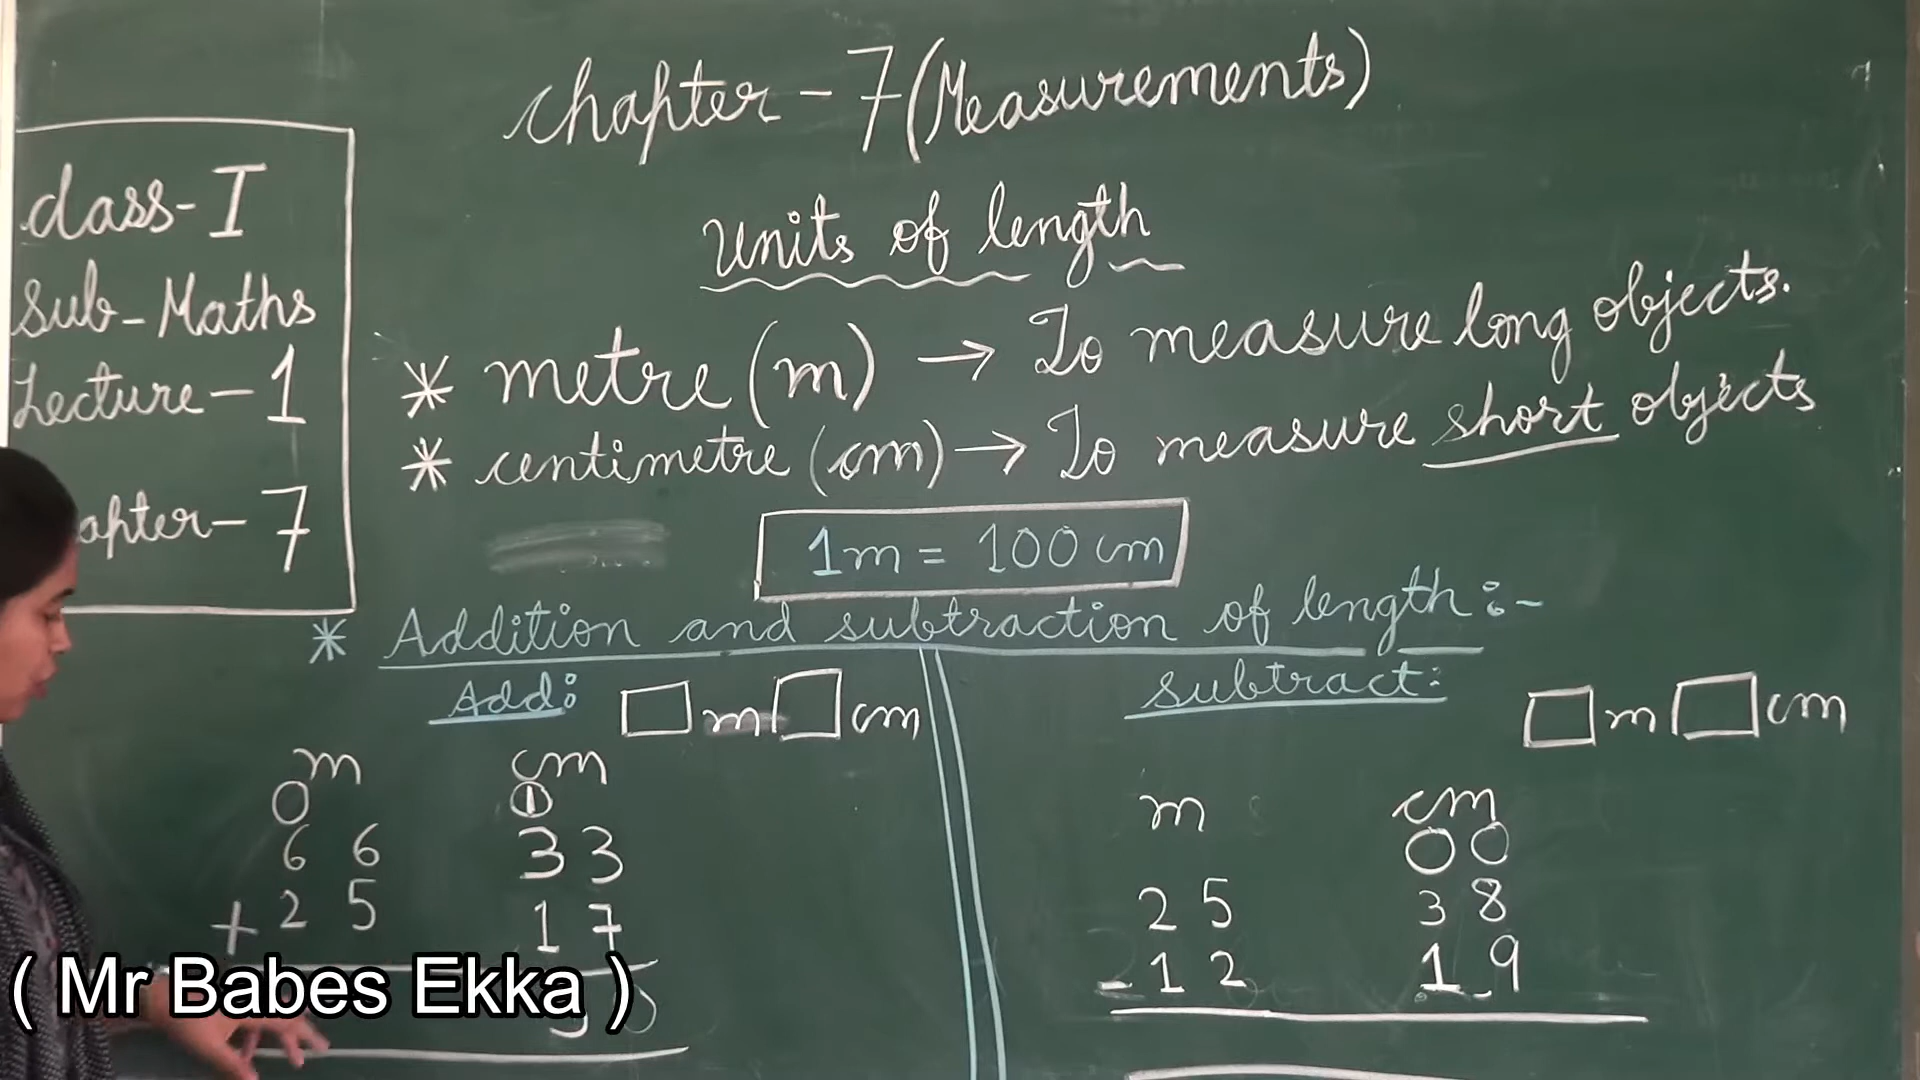 Chapter - 7 (Measurements)
Class - I
Sub - Maths
Lecture - 1
apter - 7
Units of length
* metre (m) → To measure long objects.
* centimetre (cm) → To measure short objects
1m = 100 cm
* Addition and subtraction of length :-
Add: □ m □ cm
m cm
0 1
6 6 3 3
+ 2 5 1 7
( Mr Babes Ekka )
Subtract: □ m □ cm
m cm
0 0
2 5 3 8
- 1 2 1 9